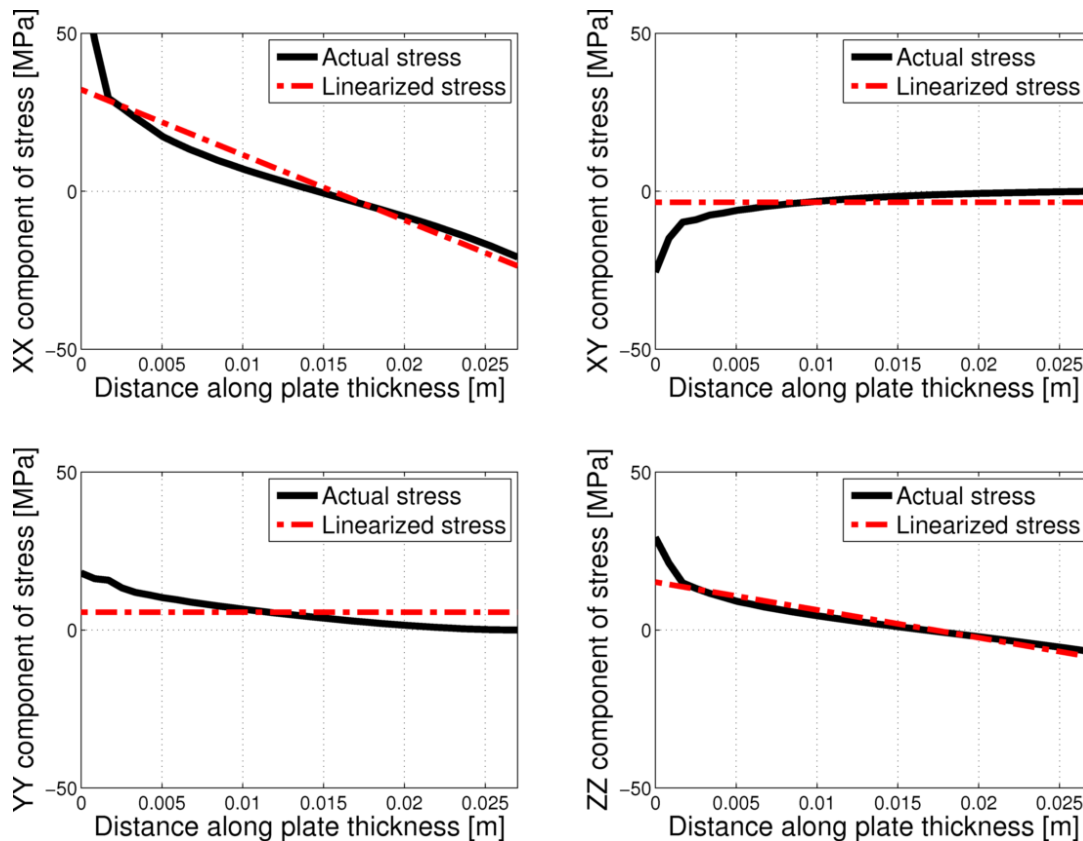 XX component of stress [MPa]
50
0
−50
Actual stress
Linearized stress
0 0.005 0.01 0.015 0.02 0.025
Distance along plate thickness [m]
XY component of stress [MPa]
50
0
−50
Actual stress
Linearized stress
0 0.005 0.01 0.015 0.02 0.025
Distance along plate thickness [m]
YY component of stress [MPa]
50
0
−50
Actual stress
Linearized stress
0 0.005 0.01 0.015 0.02 0.025
Distance along plate thickness [m]
ZZ component of stress [MPa]
50
0
−50
Actual stress
Linearized stress
0 0.005 0.01 0.015 0.02 0.025
Distance along plate thickness [m]